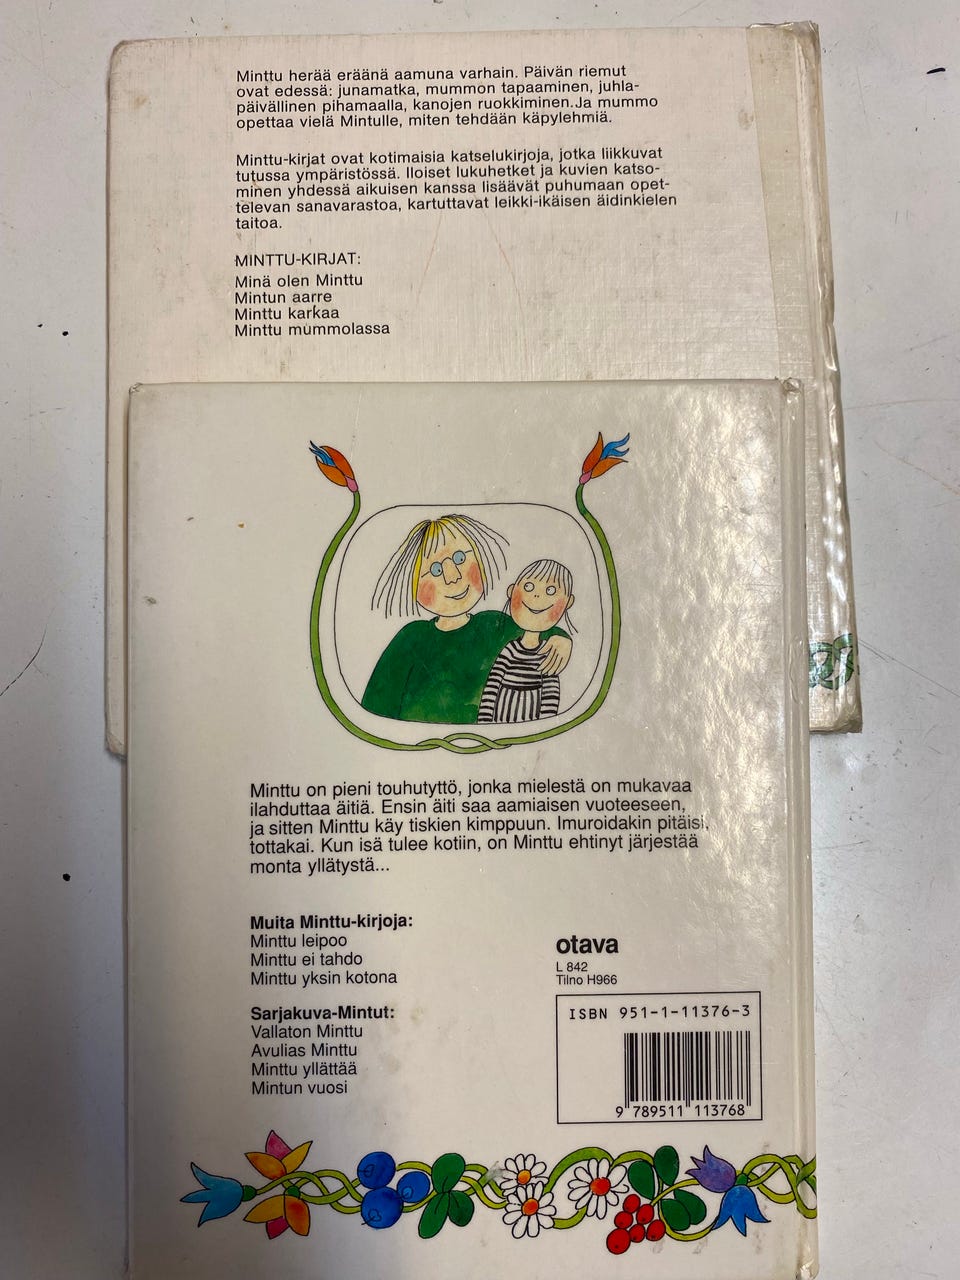 Minttu herää eräänä aamuna varhain. Päivän riemut
ovat edessä: junamatka, mummon tapaaminen, juhla-
päivällinen pihamaalla, kanojen ruokkiminen.Ja mummo
opettaa vielä Mintulle, miten tehdään käpylehmiä.
Minttu-kirjat ovat kotimaisia katselukirjoja, jotka liikkuvat
tutussa ympäristössä. Iloiset lukuhetket ja kuvien katso-
minen yhdessä aikuisen kanssa lisäävät puhumaan opet-
televan sanavarastoa, kartuttavat leikki-ikäisen äidinkielen
taitoa.
MINTTU-KIRJAT:
Minä olen Minttu
Mintun aarre
Minttu karkaa
Minttu mummolassa
Minttu on pieni touhutyttö, jonka mielestä on mukavaa
ilahduttaa äitiä. Ensin äiti saa aamiaisen vuoteeseen,
ja sitten Minttu käy tiskien kimppuun. Imuroidakin pitäisi,
tottakai. Kun isä tulee kotiin, on Minttu ehtinyt järjestää
monta yllätystä...
Muita Minttu-kirjoja:
Minttu leipoo
Minttu ei tahdo
Minttu yksin kotona
Sarjakuva-Mintut:
Vallaton Minttu
Avulias Minttu
Minttu yllättää
Mintun vuosi
otava
L 842
Tilno H966
ISBN 951-1-11376-3
9 789511 113768